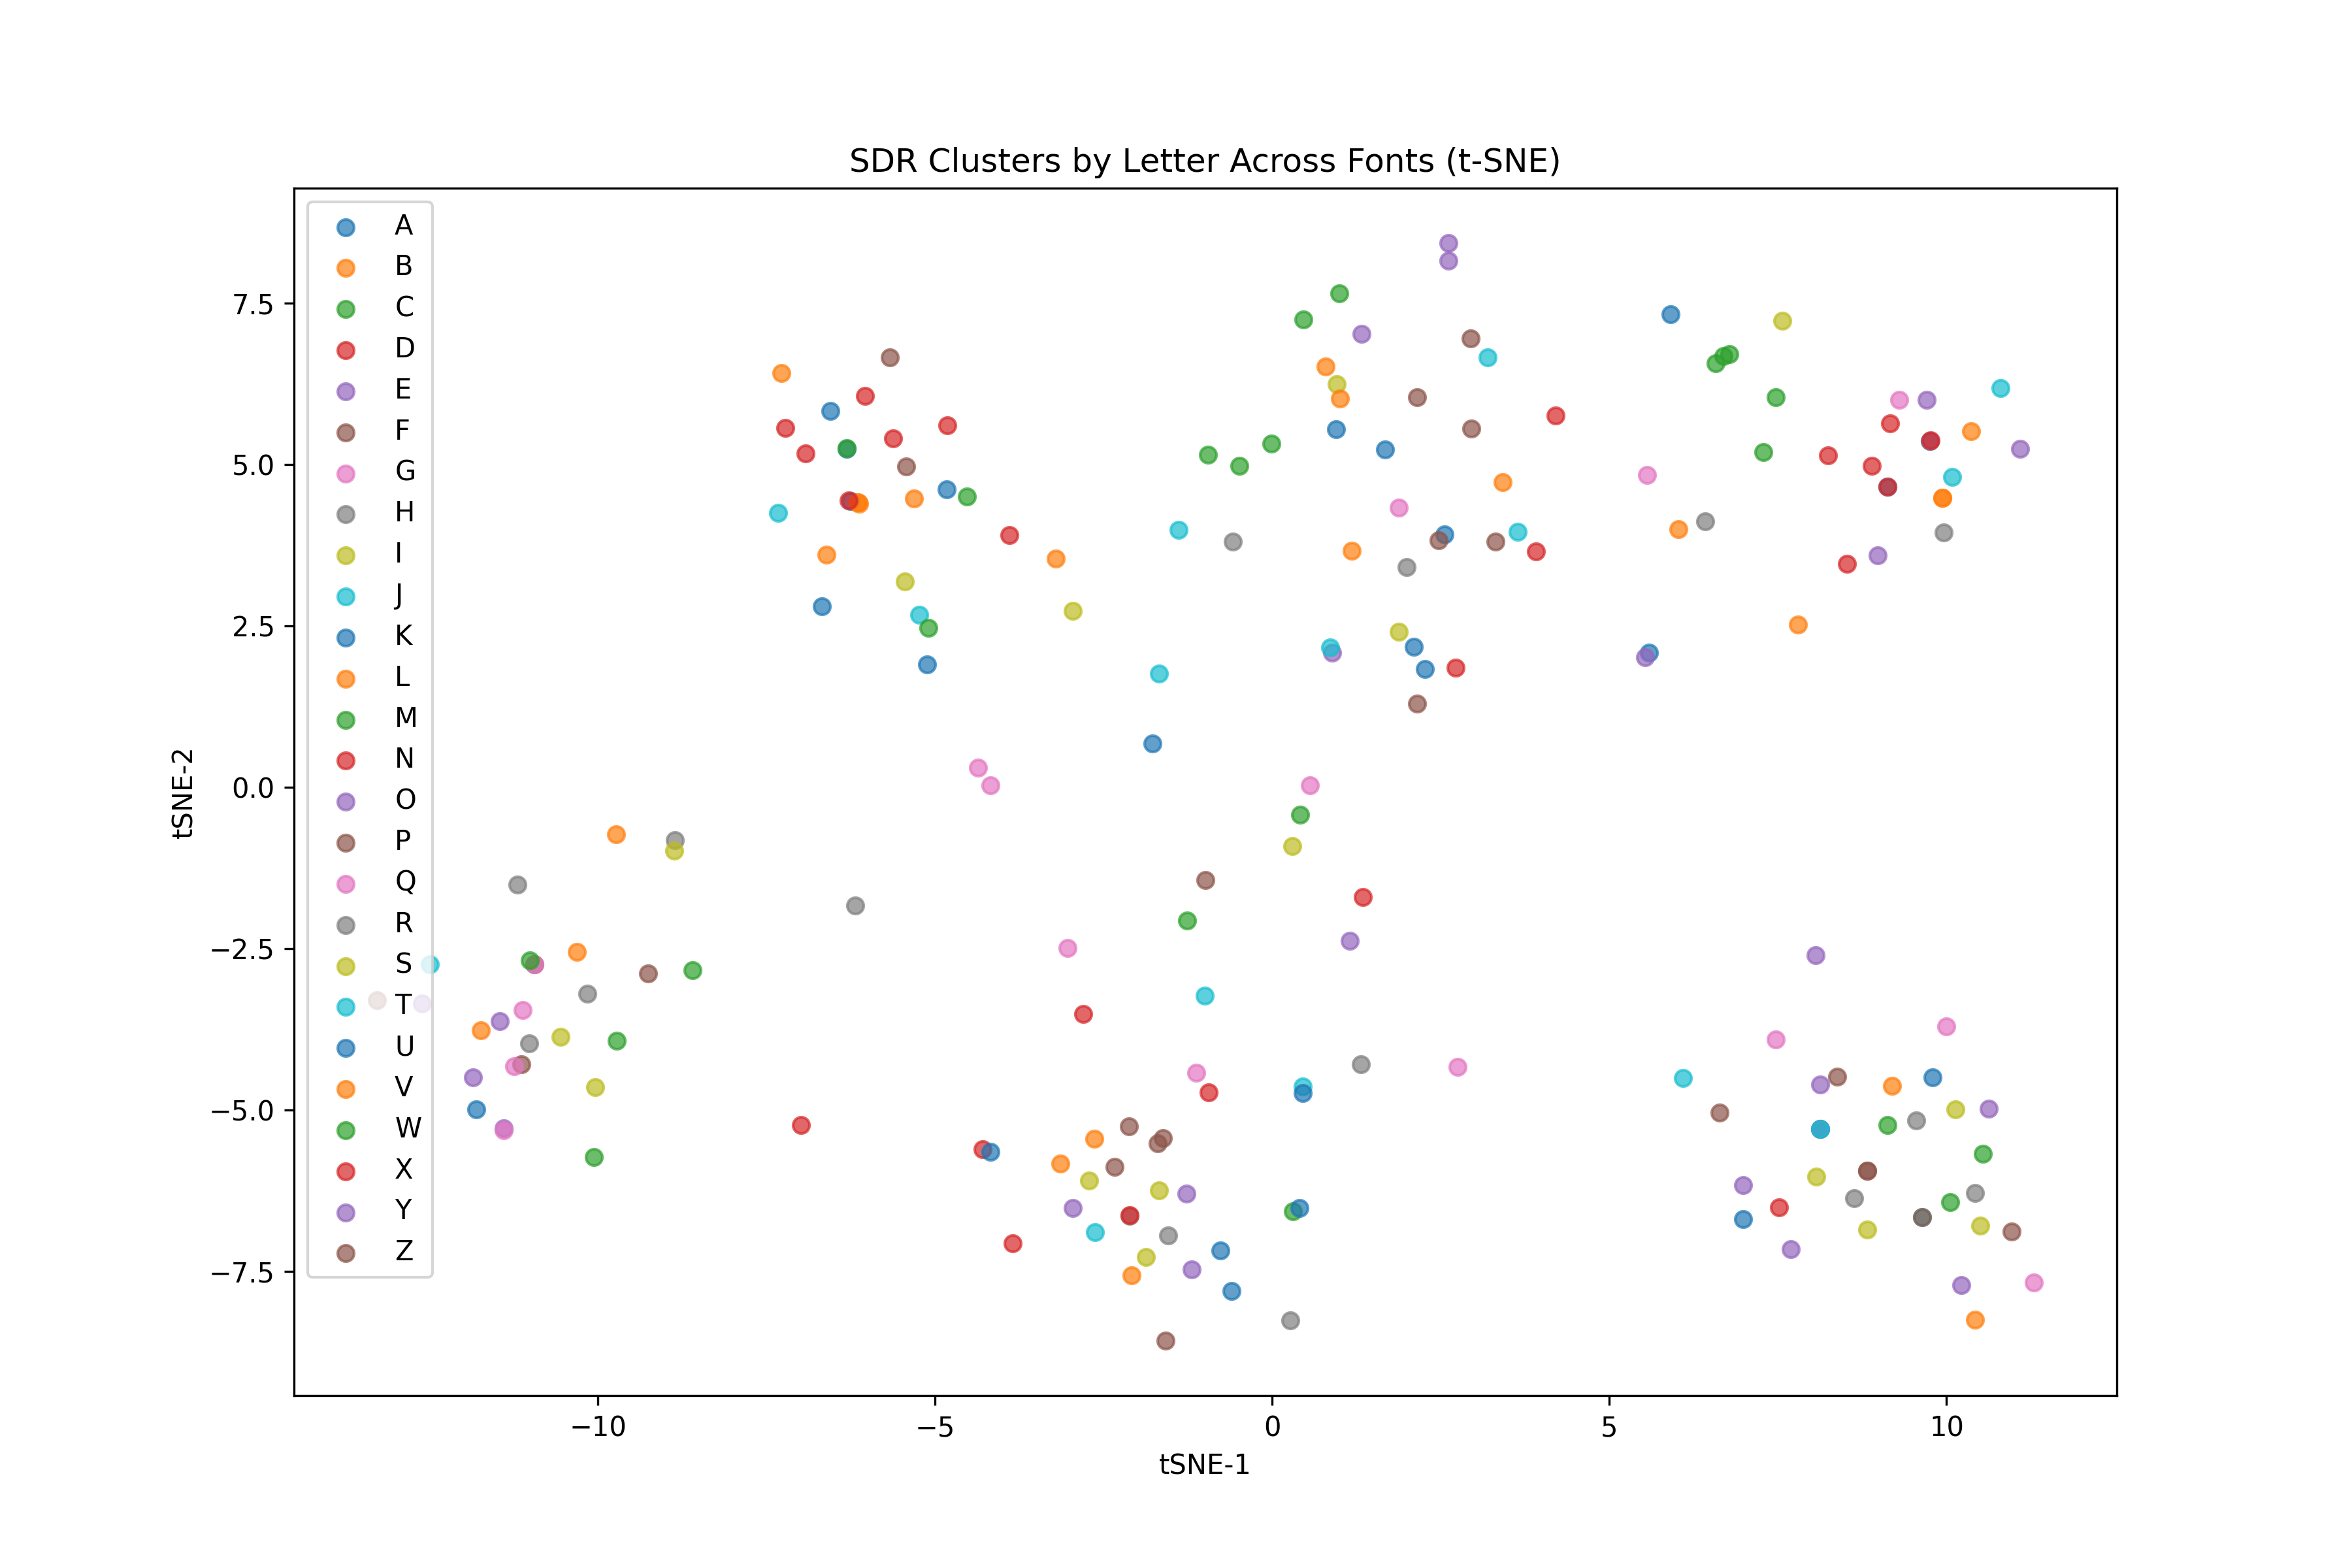 SDR Clusters by Letter Across Fonts (t-SNE)
A
B
C
D
E
F
G
H
I
J
K
L
M
N
O
P
Q
R
S
T
U
V
W
X
Y
Z
7.5
5.0
2.5
0.0
−2.5
−5.0
−7.5
tSNE-2
−10
−5
0
5
10
tSNE-1